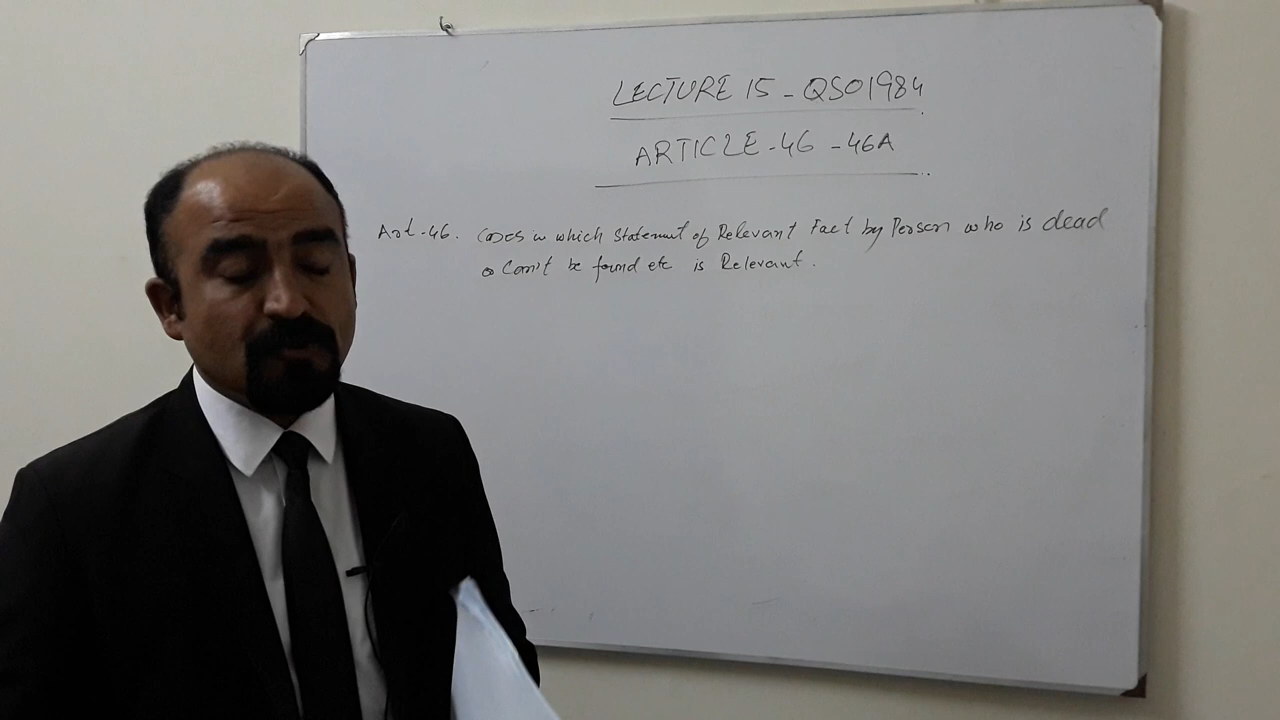 LECTURE 15 - QSO1984
ARTICLE - 46 - 46A
Art - 46. Cases in which Statement of Relevant Fact by Person who is dead
or Can't be found etc is Relevant.